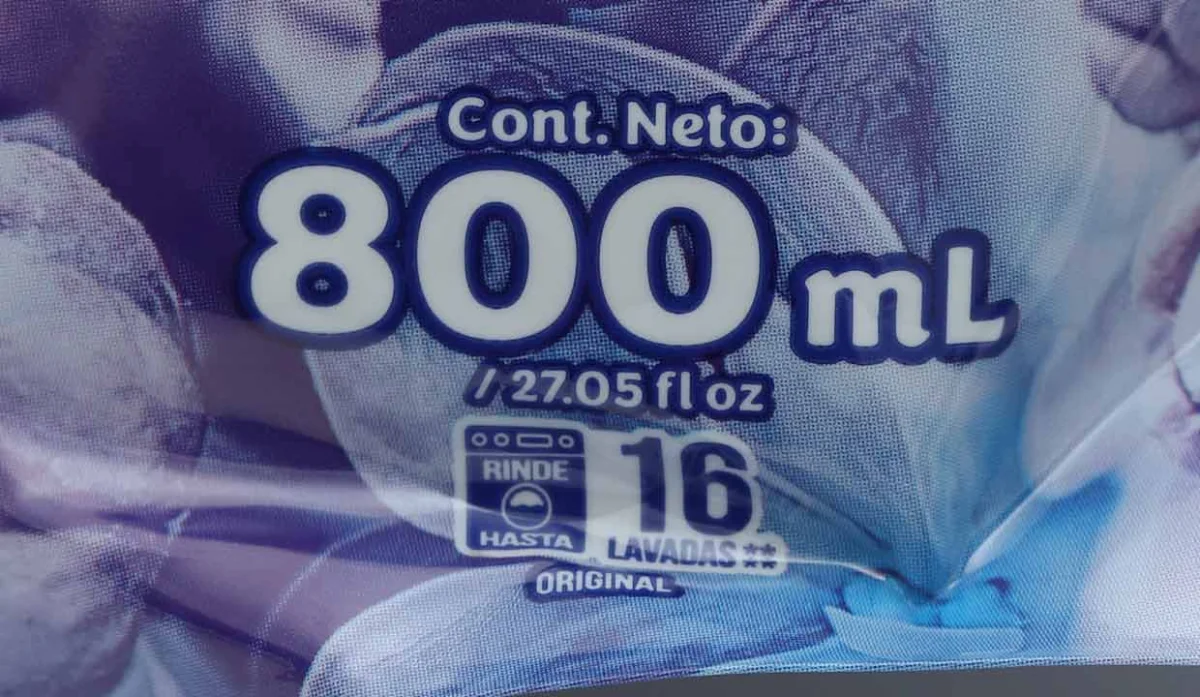 Cont. Neto:
800 mL
/ 27.05 fl oz
RINDE
HASTA
16
LAVADAS **
ORIGINAL